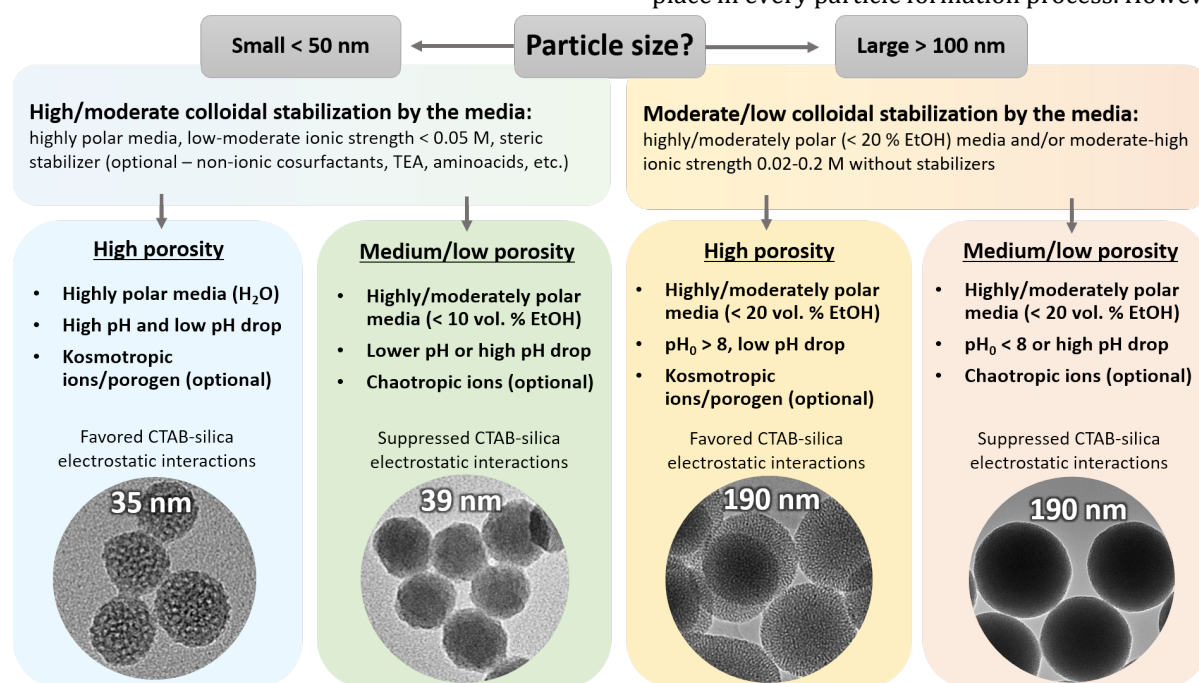 place in every particle formation process. Howev
Small < 50 nm
Particle size?
Large > 100 nm
High/moderate colloidal stabilization by the media:
highly polar media, low-moderate ionic strength < 0.05 M, steric
stabilizer (optional – non-ionic cosurfactants, TEA, aminoacids, etc.)
Moderate/low colloidal stabilization by the media:
highly/moderately polar (< 20 % EtOH) media and/or moderate-high
ionic strength 0.02-0.2 M without stabilizers
High porosity
• Highly polar media (H₂O)
• High pH and low pH drop
• Kosmotropic
ions/porogen (optional)
Favored CTAB-silica
electrostatic interactions
35 nm
Medium/low porosity
• Highly/moderately polar
media (< 10 vol. % EtOH)
• Lower pH or high pH drop
• Chaotropic ions (optional)
Suppressed CTAB-silica
electrostatic interactions
39 nm
High porosity
• Highly/moderately polar
media (< 20 vol. % EtOH)
• pH₀ > 8, low pH drop
• Kosmotropic
ions/porogen (optional)
Favored CTAB-silica
electrostatic interactions
190 nm
Medium/low porosity
• Highly/moderately polar
media (< 20 vol. % EtOH)
• pH₀ < 8 or high pH drop
• Chaotropic ions (optional)
Suppressed CTAB-silica
electrostatic interactions
190 nm